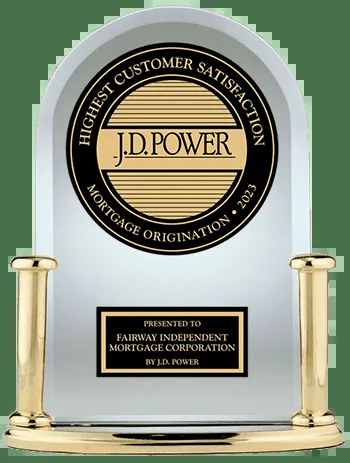 HIGHEST CUSTOMER SATISFACTION
J.D. POWER
MORTGAGE ORIGINATION • 2023
PRESENTED TO
FAIRWAY INDEPENDENT
MORTGAGE CORPORATION
BY J.D. POWER